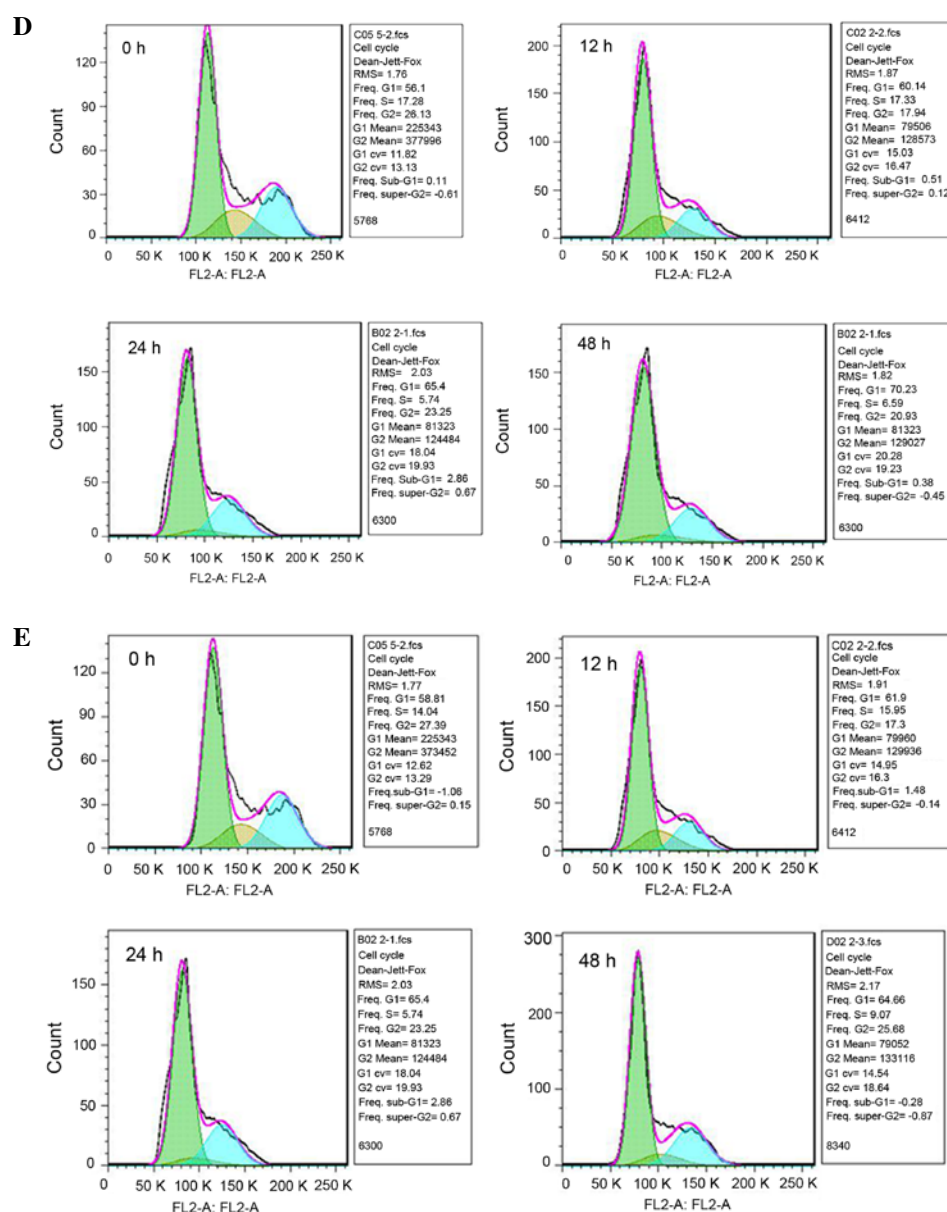 D
0 h
Count
120
90
60
30
0
0 50 K 100 K 150 K 200 K 250 K
FL2-A: FL2-A
C05 5-2.fcs
Cell cycle
Dean-Jett-Fox
RMS= 1.76
Freq. G1= 56.1
Freq. S= 17.28
Freq. G2= 26.13
G1 Mean= 225343
G2 Mean= 377996
G1 cv= 11.82
G2 cv= 13.13
Freq. Sub-G1= 0.11
Freq. super-G2= -0.61
5768
12 h
Count
200
150
100
50
0
0 50 K 100 K 150 K 200 K 250 K
FL2-A: FL2-A
C02 2-2.fcs
Cell cycle
Dean-Jett-Fox
RMS= 1.87
Freq. G1= 60.14
Freq. S= 17.33
Freq. G2= 17.94
G1 Mean= 79506
G2 Mean= 128573
G1 cv= 15.03
G2 cv= 16.47
Freq. Sub-G1= 0.51
Freq. super-G2= 0.12
6412
24 h
Count
150
100
50
0
0 50 K 100 K 150 K 200 K 250 K
FL2-A: FL2-A
B02 2-1.fcs
Cell cycle
Dean-Jett-Fox
RMS= 2.03
Freq. G1= 65.4
Freq. S= 5.74
Freq. G2= 23.25
G1 Mean= 81323
G2 Mean= 124484
G1 cv= 18.04
G2 cv= 19.93
Freq. Sub-G1= 2.86
Freq. super-G2= 0.67
6300
48 h
Count
150
100
50
0
0 50 K 100 K 150 K 200 K 250 K
FL2-A: FL2-A
B02 2-1.fcs
Cell cycle
Dean-Jett-Fox
RMS= 1.82
Freq. G1= 70.23
Freq. S= 6.59
Freq. G2= 20.93
G1 Mean= 81323
G2 Mean= 129027
G1 cv= 20.28
G2 cv= 19.23
Freq. Sub-G1= 0.38
Freq. super-G2= -0.45
6300
E
0 h
Count
120
90
60
30
0
0 50 K 100 K 150 K 200 K 250 K
FL2-A: FL2-A
C05 5-2.fcs
Cell cycle
Dean-Jett-Fox
RMS= 1.77
Freq. G1= 58.81
Freq. S= 14.04
Freq. G2= 27.39
G1 Mean= 225343
G2 Mean= 373452
G1 cv= 12.62
G2 cv= 13.29
Freq.sub-G1= -1.06
Freq. super-G2= 0.15
5768
12 h
Count
200
150
100
50
0
0 50 K 100 K 150 K 200 K 250 K
FL2-A: FL2-A
C02 2-2.fcs
Cell cycle
Dean-Jett-Fox
RMS= 1.91
Freq. G1= 61.9
Freq. S= 15.95
Freq. G2= 17.3
G1 Mean= 79960
G2 Mean= 129936
G1 cv= 14.95
G2 cv= 16.3
Freq.sub-G1= 1.48
Freq. super-G2= -0.14
6412
24 h
Count
150
100
50
0
0 50 K 100 K 150 K 200 K 250 K
FL2-A: FL2-A
B02 2-1.fcs
Cell cycle
Dean-Jett-Fox
RMS= 2.03
Freq. G1= 65.4
Freq. S= 5.74
Freq. G2= 23.25
G1 Mean= 81323
G2 Mean= 124484
G1 cv= 18.04
G2 cv= 19.93
Freq. sub-G1= 2.86
Freq. super-G2= 0.67
6300
48 h
Count
300
200
100
0
0 50 K 100 K 150 K 200 K 250 K
FL2-A: FL2-A
D02 2-3.fcs
Cell cycle
Dean-Jett-Fox
RMS= 2.17
Freq. G1= 64.66
Freq. S= 9.07
Freq. G2= 25.68
G1 Mean= 79052
G2 Mean= 133116
G1 cv= 14.54
G2 cv= 18.64
Freq. sub-G1= -0.28
Freq. super-G2= -0.87
8340